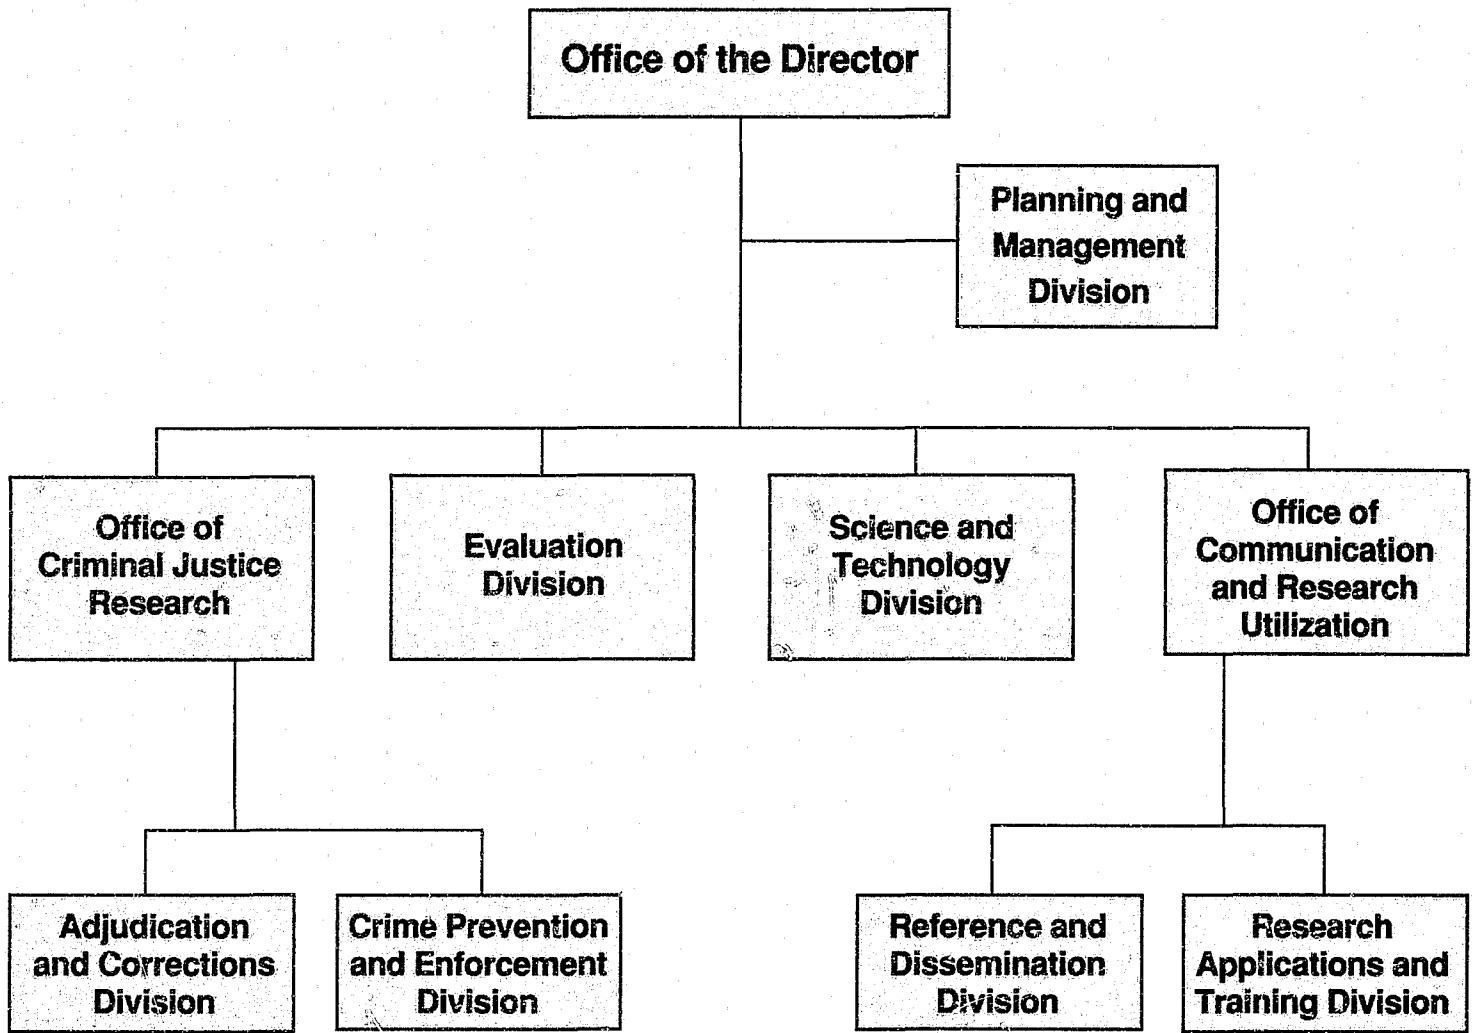 Office of the Director
Planning and
Management
Division
Office of
Criminal Justice
Research
Evaluation
Division
Science and
Technology
Division
Office of
Communication
and Research
Utilization
Adjudication
and Corrections
Division
Crime Prevention
and Enforcement
Division
Reference and
Dissemination
Division
Research
Applications and
Training Division